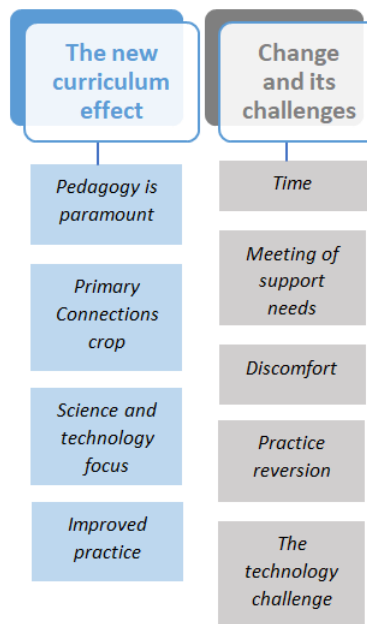 The new
curriculum
effect
Pedagogy is
paramount
Primary
Connections
crop
Science and
technology
focus
Improved
practice
Change
and its
challenges
Time
Meeting of
support
needs
Discomfort
Practice
reversion
The
technology
challenge